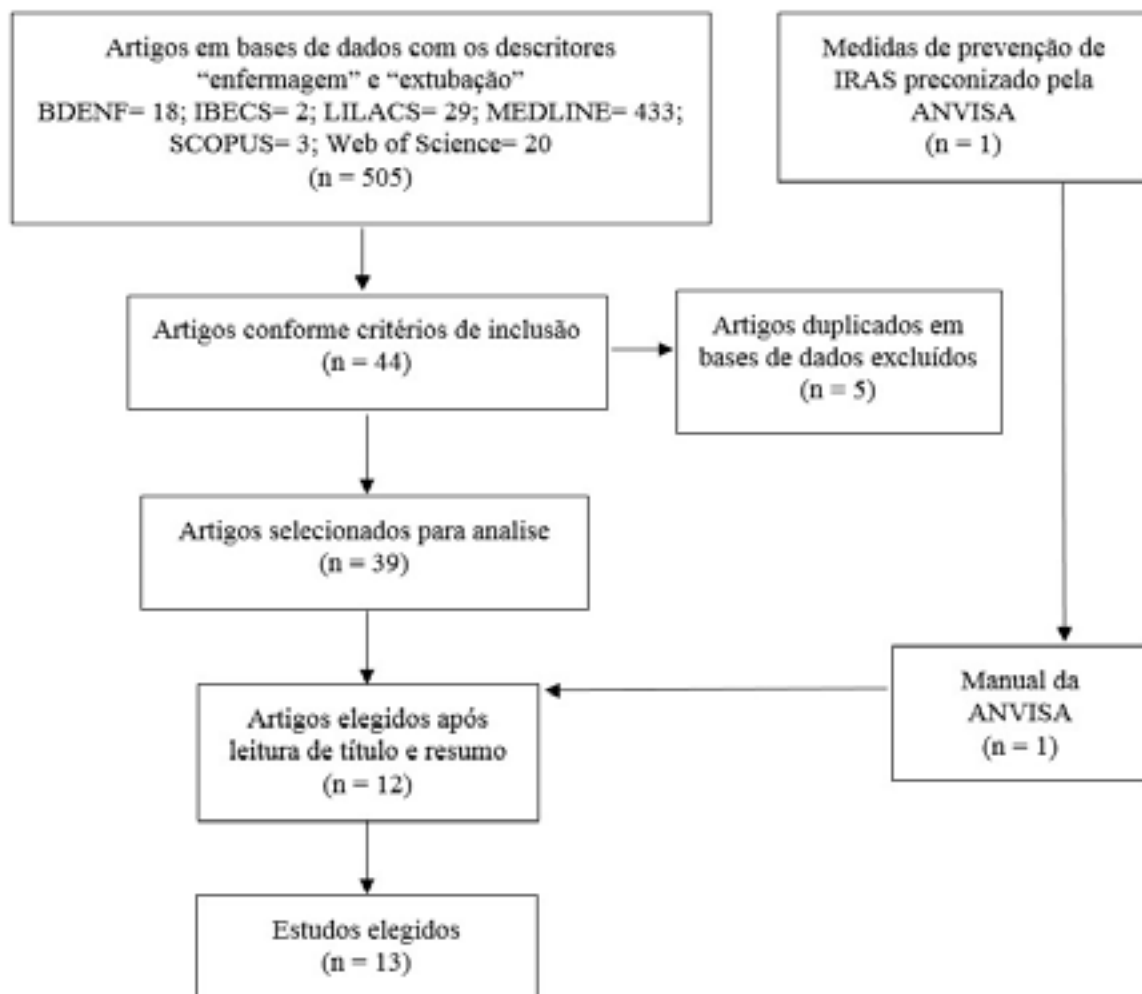 Artigos em bases de dados com os descritores
“enfermagem” e “extubação”
BDENF= 18; IBECS= 2; LILACS= 29; MEDLINE= 433;
SCOPUS= 3; Web of Science= 20
(n = 505)
Medidas de prevenção de
IRAS preconizado pela
ANVISA
(n = 1)
Artigos conforme critérios de inclusão
(n = 44)
Artigos duplicados em
bases de dados excluídos
(n = 5)
Artigos selecionados para analise
(n = 39)
Artigos elegidos após
leitura de título e resumo
(n = 12)
Manual da
ANVISA
(n = 1)
Estudos elegidos
(n = 13)